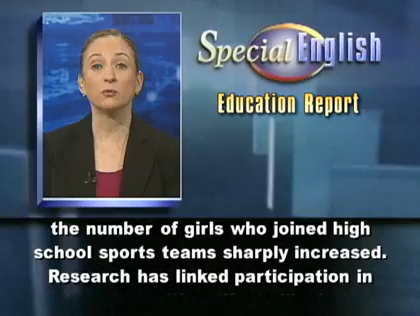 Special English
Education Report
the number of girls who joined high
school sports teams sharply increased.
Research has linked participation in